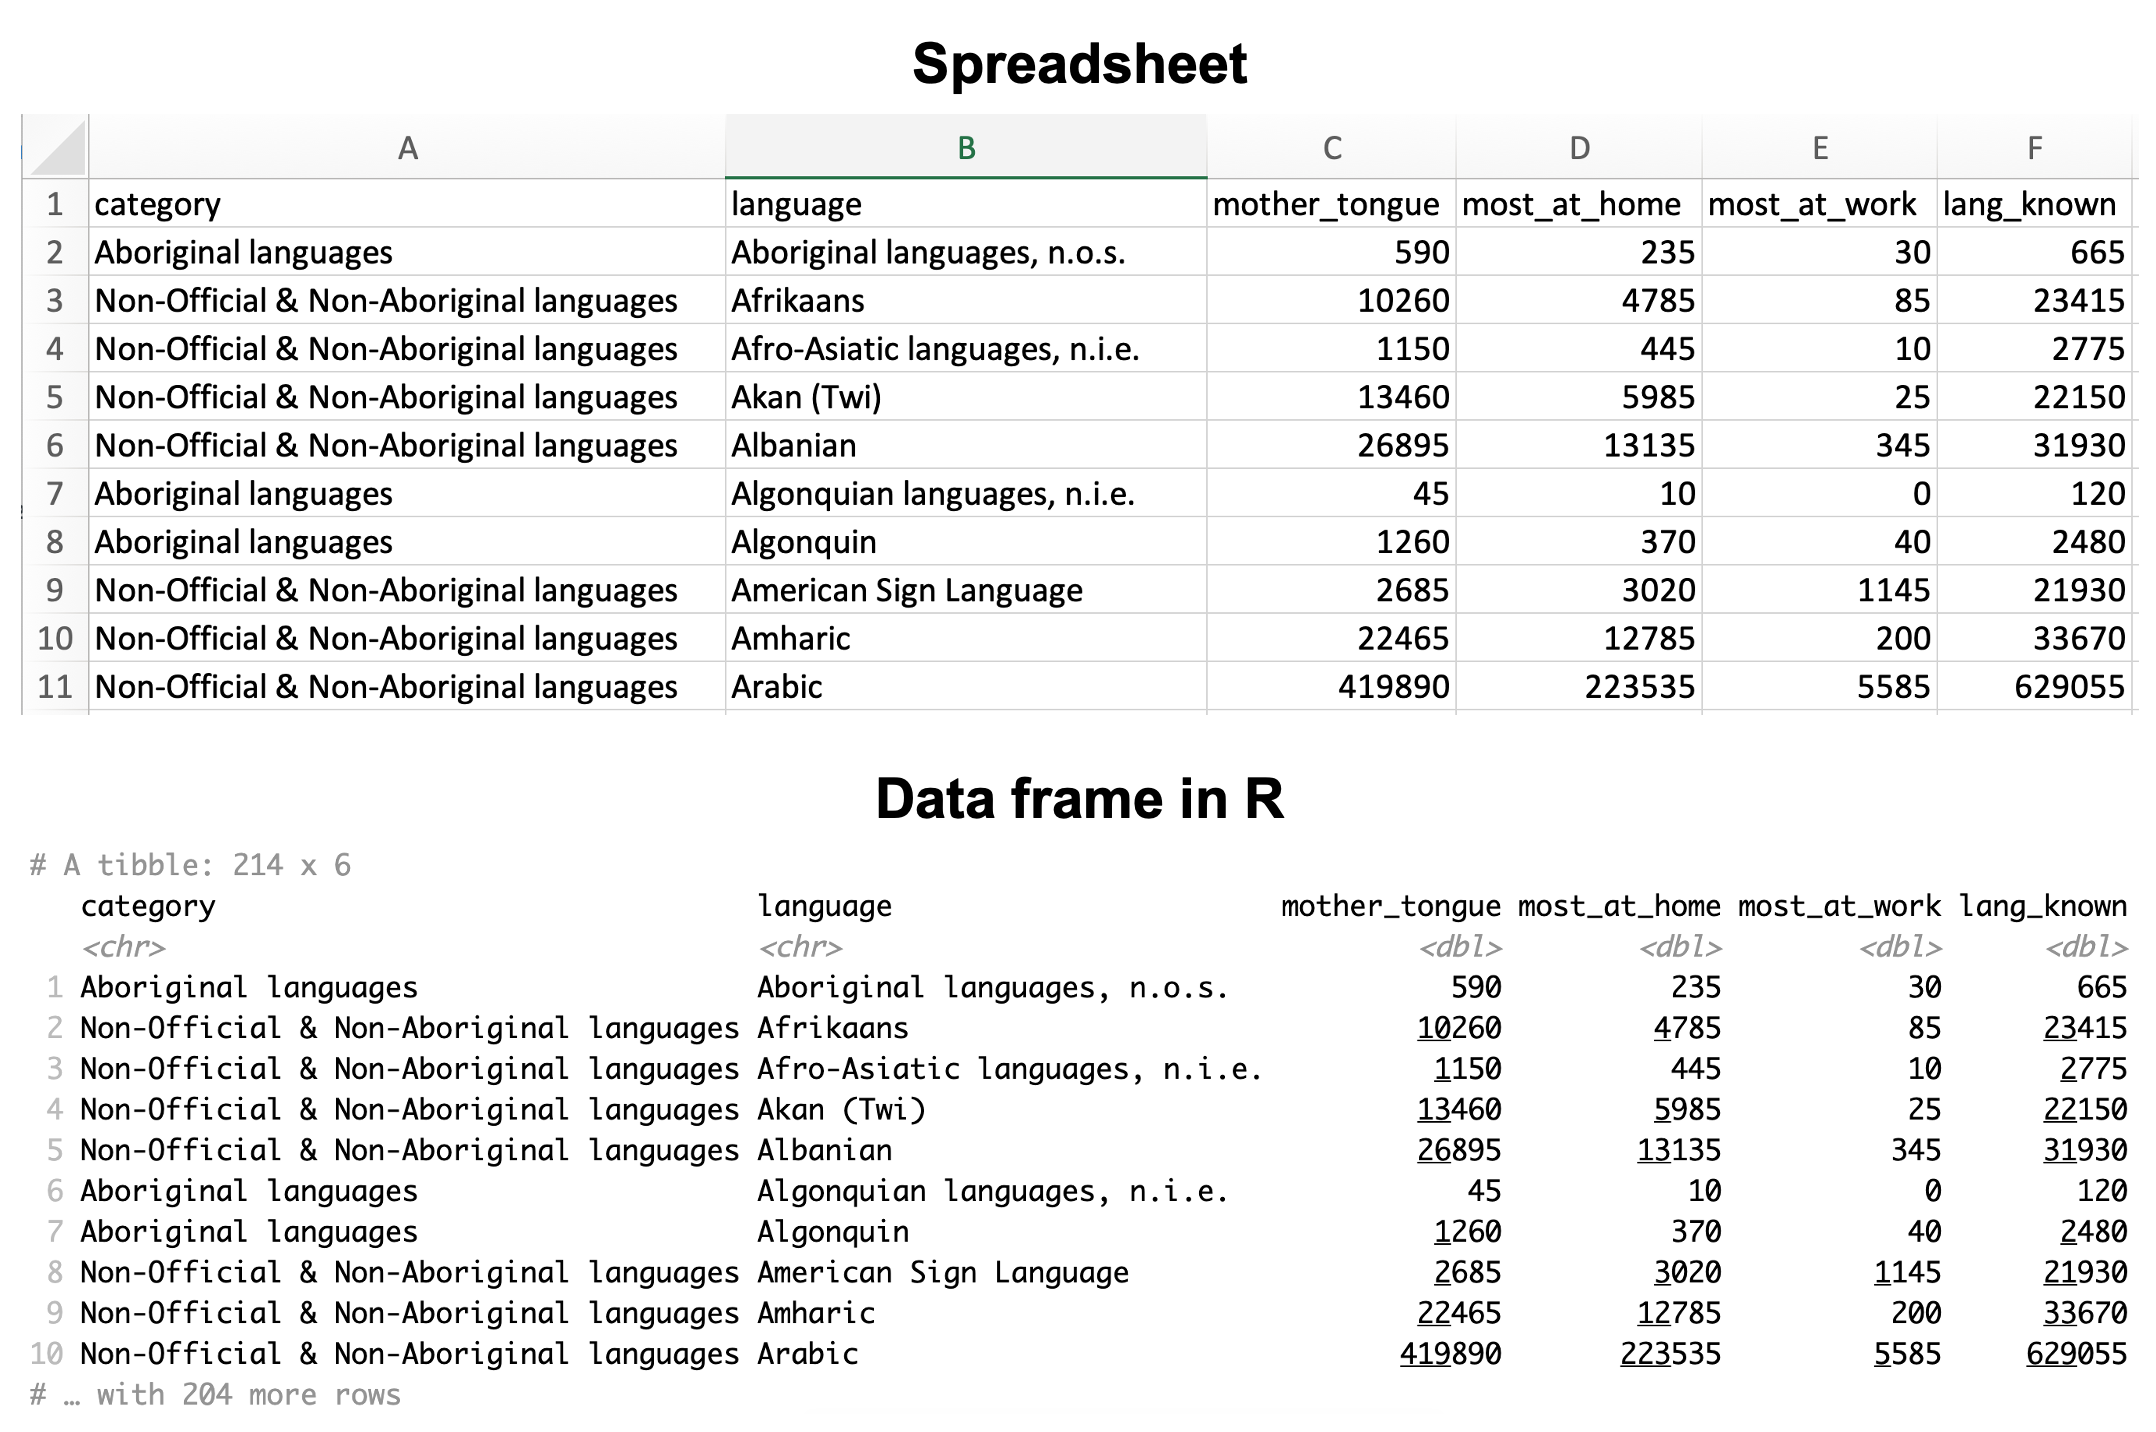 Spreadsheet
A B C D E F
1 category language mother_tongue most_at_home most_at_work lang_known
2 Aboriginal languages Aboriginal languages, n.o.s. 590 235 30 665
3 Non-Official & Non-Aboriginal languages Afrikaans 10260 4785 85 23415
4 Non-Official & Non-Aboriginal languages Afro-Asiatic languages, n.i.e. 1150 445 10 2775
5 Non-Official & Non-Aboriginal languages Akan (Twi) 13460 5985 25 22150
6 Non-Official & Non-Aboriginal languages Albanian 26895 13135 345 31930
7 Aboriginal languages Algonquian languages, n.i.e. 45 10 0 120
8 Aboriginal languages Algonquin 1260 370 40 2480
9 Non-Official & Non-Aboriginal languages American Sign Language 2685 3020 1145 21930
10 Non-Official & Non-Aboriginal languages Amharic 22465 12785 200 33670
11 Non-Official & Non-Aboriginal languages Arabic 419890 223535 5585 629055
Data frame in R
# A tibble: 214 x 6
category language mother_tongue most_at_home most_at_work lang_known
<chr> <chr> <dbl> <dbl> <dbl> <dbl>
1 Aboriginal languages Aboriginal languages, n.o.s. 590 235 30 665
2 Non-Official & Non-Aboriginal languages Afrikaans 10260 4785 85 23415
3 Non-Official & Non-Aboriginal languages Afro-Asiatic languages, n.i.e. 1150 445 10 2775
4 Non-Official & Non-Aboriginal languages Akan (Twi) 13460 5985 25 22150
5 Non-Official & Non-Aboriginal languages Albanian 26895 13135 345 31930
6 Aboriginal languages Algonquian languages, n.i.e. 45 10 0 120
7 Aboriginal languages Algonquin 1260 370 40 2480
8 Non-Official & Non-Aboriginal languages American Sign Language 2685 3020 1145 21930
9 Non-Official & Non-Aboriginal languages Amharic 22465 12785 200 33670
10 Non-Official & Non-Aboriginal languages Arabic 419890 223535 5585 629055
# … with 204 more rows